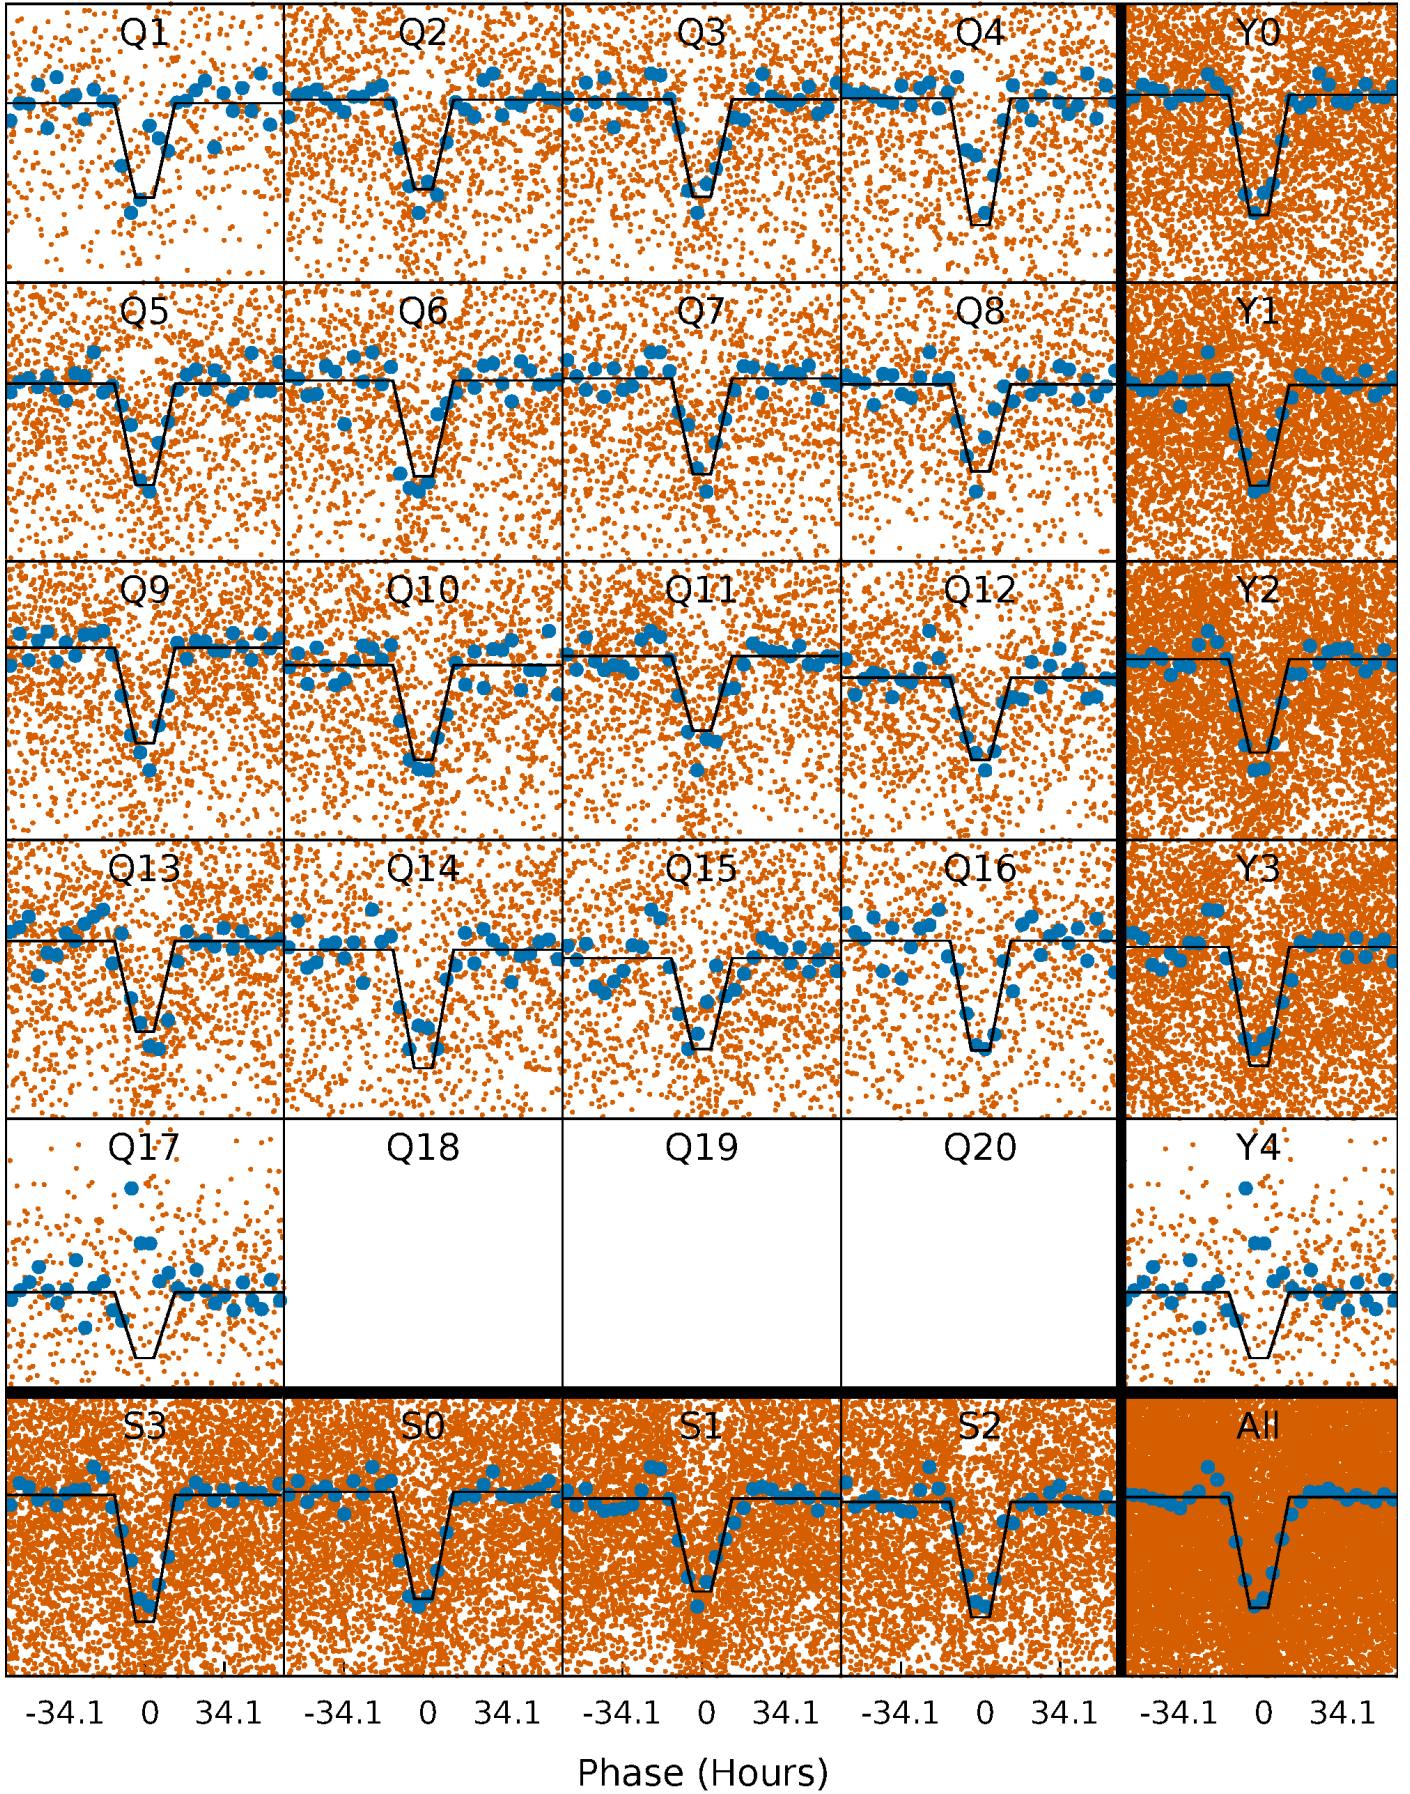 Q1 Q2 Q3 Q4 Y0
Q5 Q6 Q7 Q8 Y1
Q9 Q10 Q11 Q12 Y2
Q13 Q14 Q15 Q16 Y3
Q17 Q18 Q19 Q20 Y4
S3 S0 S1 S2 All
-34.1 0 34.1 -34.1 0 34.1 -34.1 0 34.1 -34.1 0 34.1 -34.1 0 34.1
Phase (Hours)